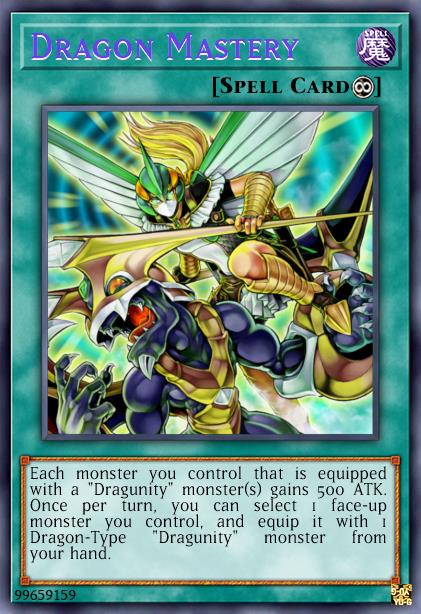 DRAGON MASTERY
SPELL
魔
[SPELL CARD]
Each monster you control that is equipped
with a "Dragunity" monster(s) gains 500 ATK.
Once per turn, you can select 1 face-up
monster you control, and equip it with 1
Dragon-Type "Dragunity" monster from
your hand.
99659159